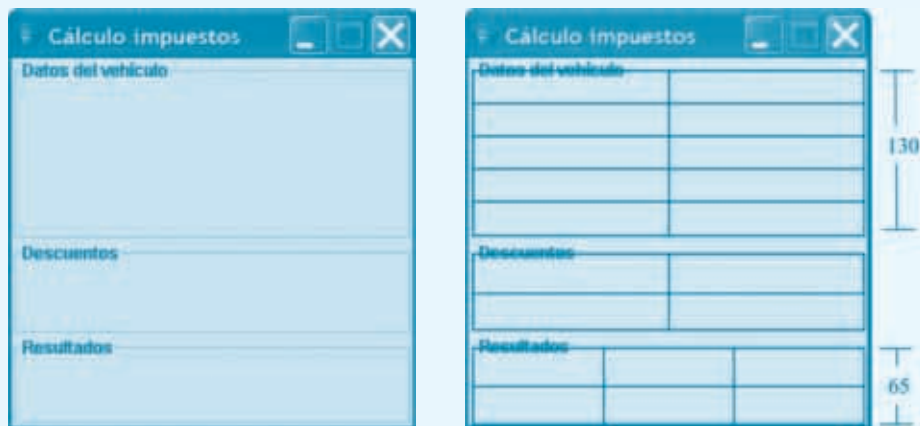 Cálculo impuestos
Datos del vehículo
Descuentos
Resultados
Cálculo impuestos
Datos del vehículo
130
Descuentos
Resultados
65